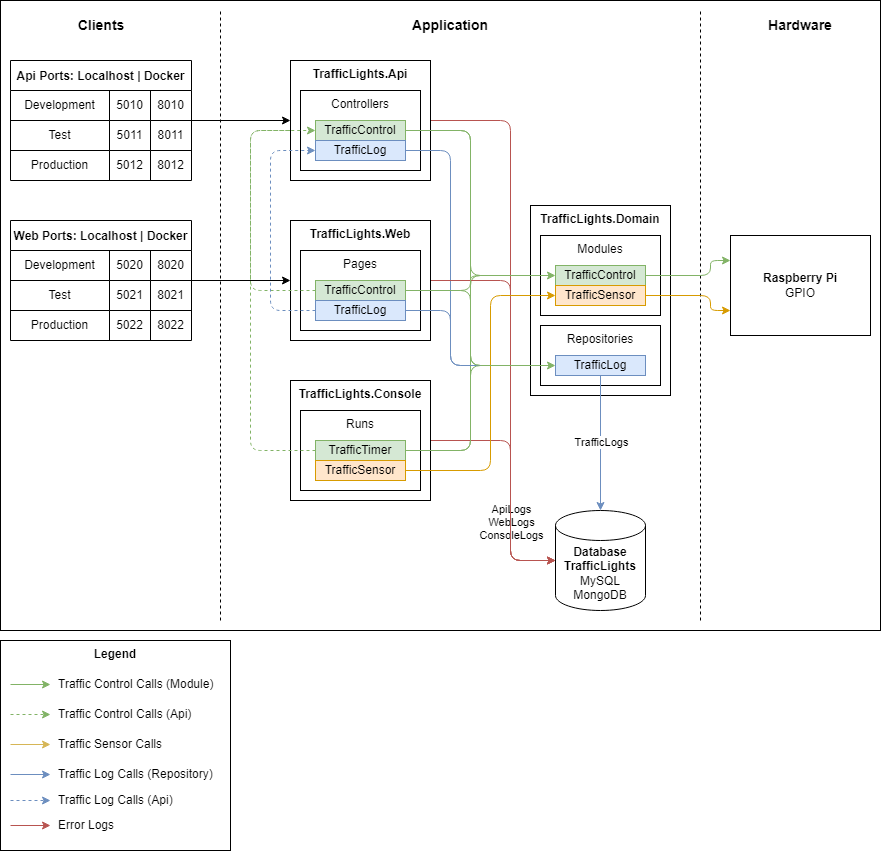 Clients
Application
Hardware
Api Ports: Localhost | Docker
Development 5010 8010
Test 5011 8011
Production 5012 8012
Web Ports: Localhost | Docker
Development 5020 8020
Test 5021 8021
Production 5022 8022
TrafficLights.Api
Controllers
TrafficControl
TrafficLog
TrafficLights.Web
Pages
TrafficControl
TrafficLog
TrafficLights.Console
Runs
TrafficTimer
TrafficSensor
TrafficLights.Domain
Modules
TrafficControl
TrafficSensor
Repositories
TrafficLog
TrafficLogs
ApiLogs
WebLogs
ConsoleLogs
Database
TrafficLights
MySQL
MongoDB
Raspberry Pi
GPIO
Legend
Traffic Control Calls (Module)
Traffic Control Calls (Api)
Traffic Sensor Calls
Traffic Log Calls (Repository)
Traffic Log Calls (Api)
Error Logs